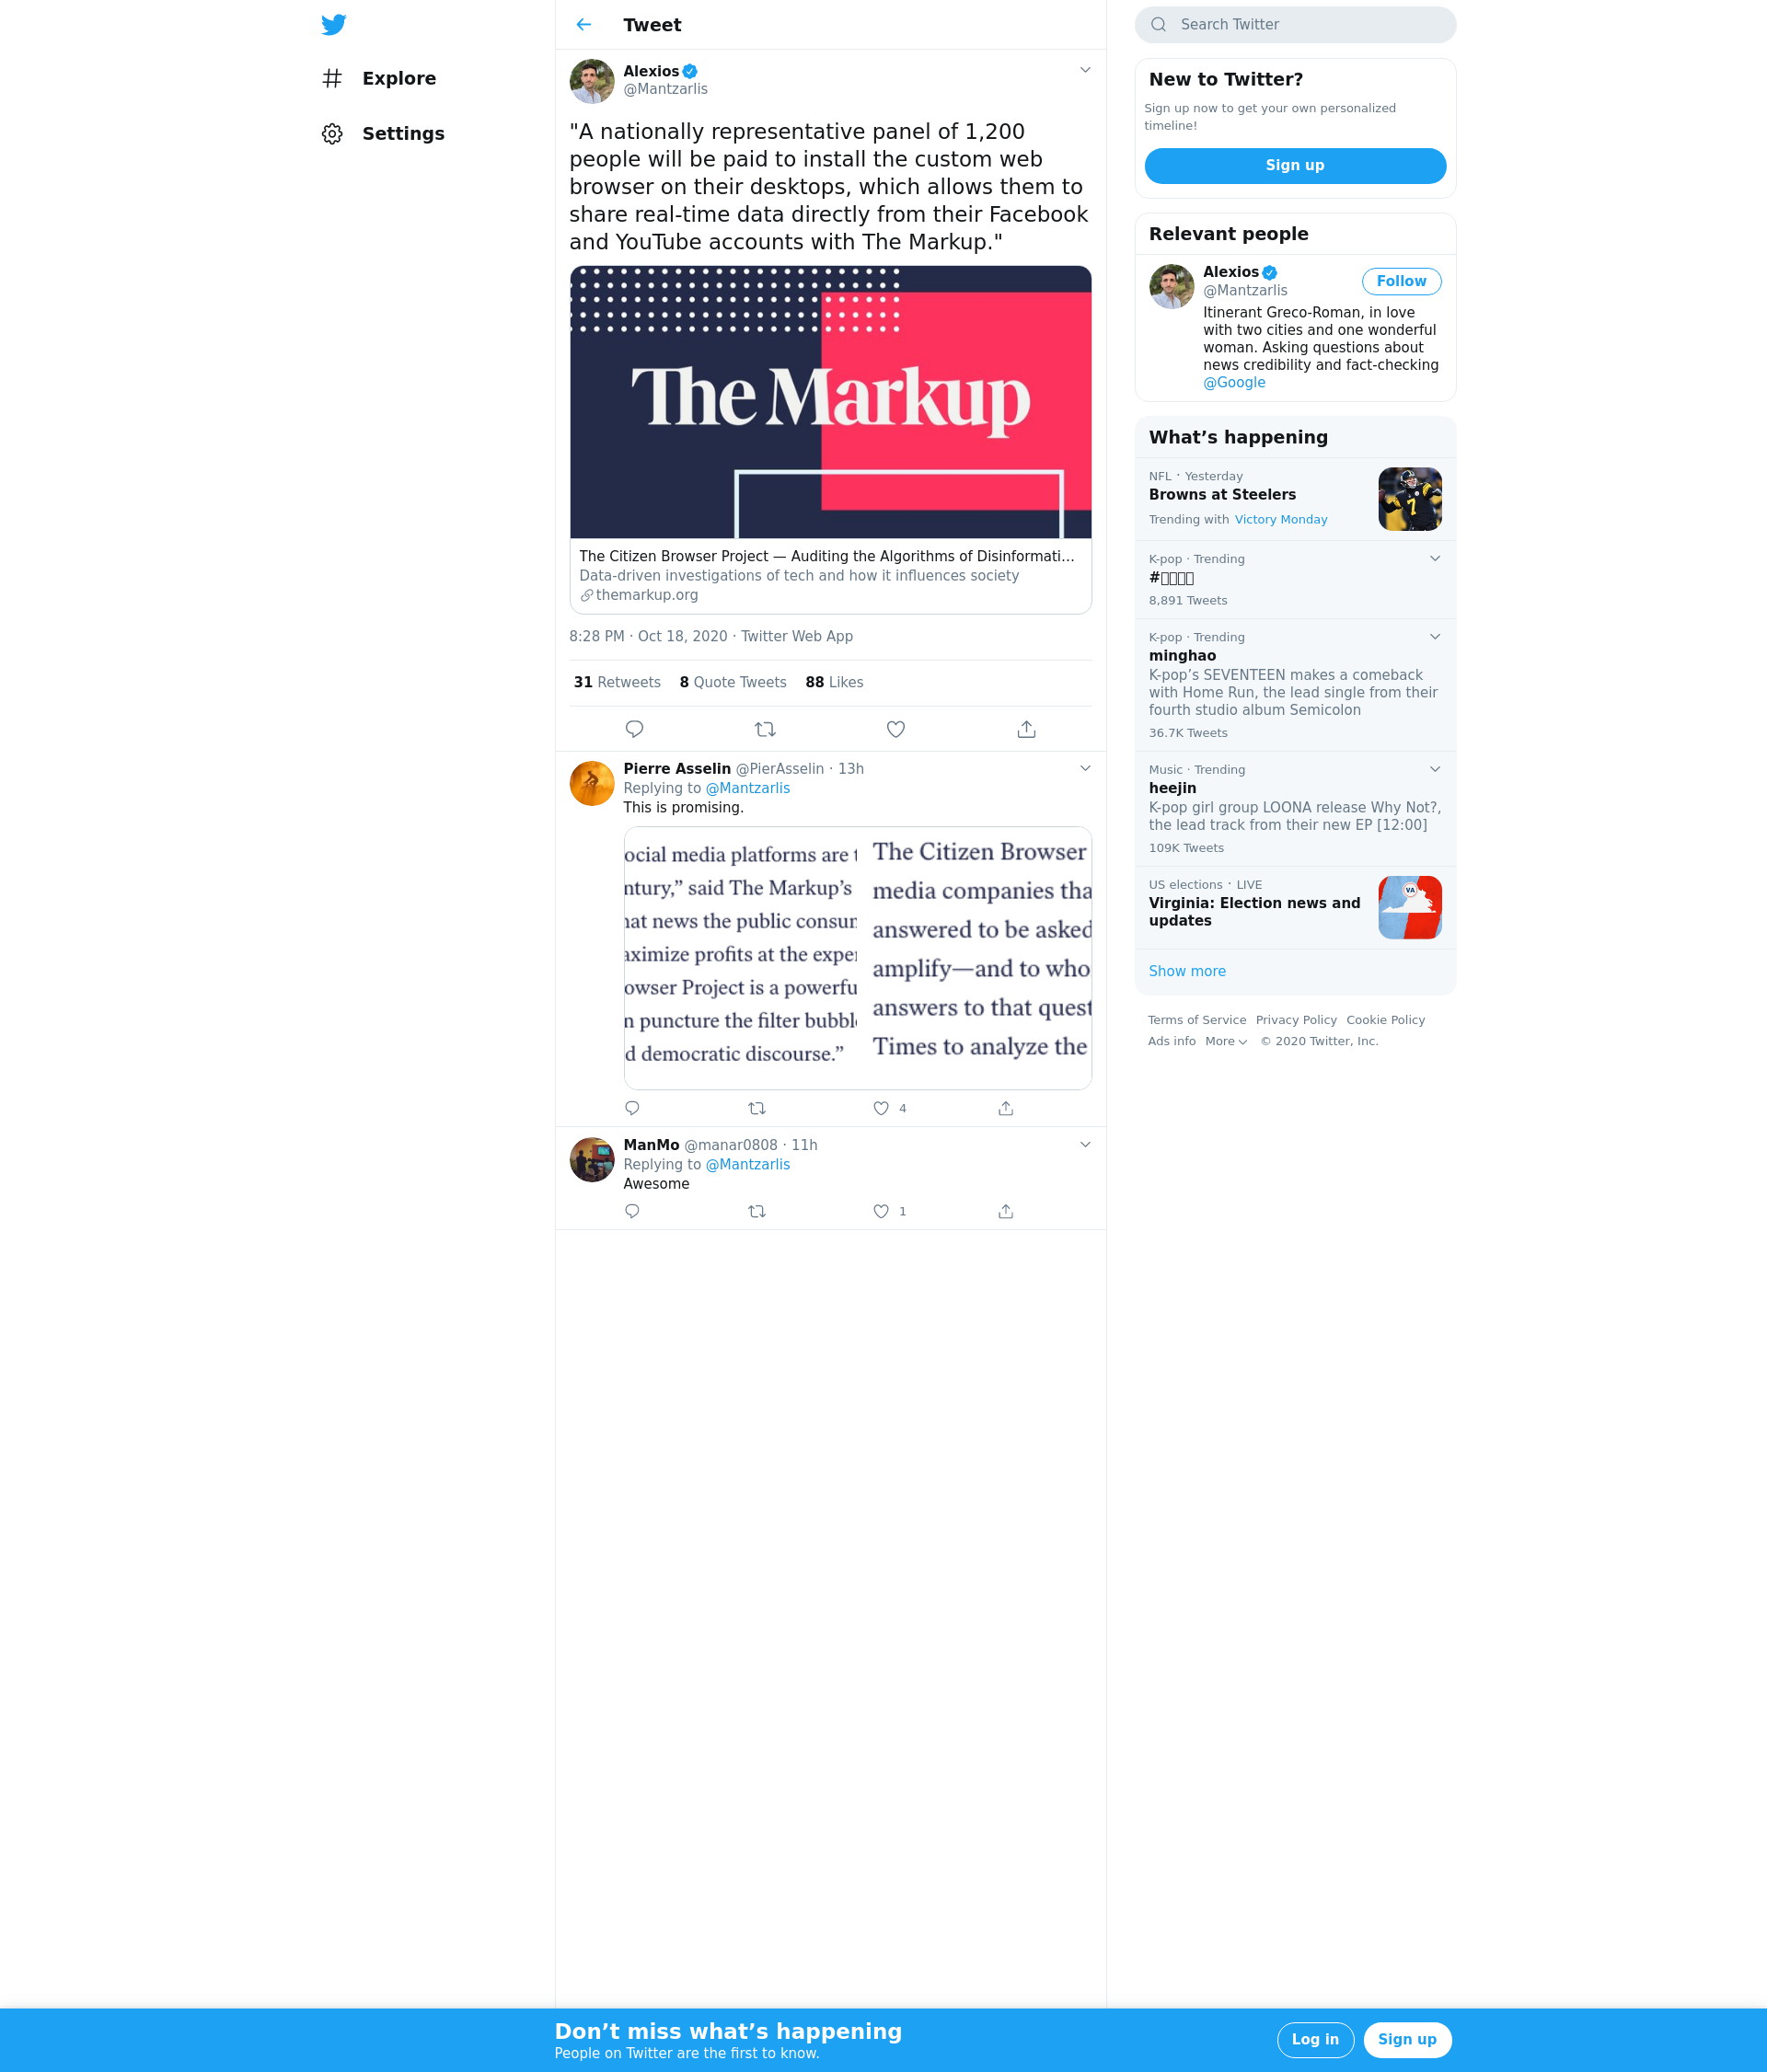 Explore
Settings
Tweet
Alexios
@Mantzarlis
"A nationally representative panel of 1,200
people will be paid to install the custom web
browser on their desktops, which allows them to
share real-time data directly from their Facebook
and YouTube accounts with The Markup."
The Markup
The Citizen Browser Project — Auditing the Algorithms of Disinformati...
Data-driven investigations of tech and how it influences society
themarkup.org
8:28 PM · Oct 18, 2020 · Twitter Web App
31 Retweets 8 Quote Tweets 88 Likes
Pierre Asselin @PierAsselin · 13h
Replying to @Mantzarlis
This is promising.
ocial media platforms are t
ntury,” said The Markup’s
hat news the public consum
aximize profits at the exper
owser Project is a powerfu
n puncture the filter bubble
d democratic discourse.”
The Citizen Browser
media companies tha
answered to be asked
amplify—and to who
answers to that quest
Times to analyze the
4
ManMo @manar0808 · 11h
Replying to @Mantzarlis
Awesome
1
Search Twitter
New to Twitter?
Sign up now to get your own personalized
timeline!
Sign up
Relevant people
Alexios
@Mantzarlis
Follow
Itinerant Greco-Roman, in love
with two cities and one wonderful
woman. Asking questions about
news credibility and fact-checking
@Google
What’s happening
NFL · Yesterday
Browns at Steelers
Trending with Victory Monday
7
K-pop · Trending
#
8,891 Tweets
K-pop · Trending
minghao
K-pop’s SEVENTEEN makes a comeback
with Home Run, the lead single from their
fourth studio album Semicolon
36.7K Tweets
Music · Trending
heejin
K-pop girl group LOONA release Why Not?,
the lead track from their new EP [12:00]
109K Tweets
US elections · LIVE
Virginia: Election news and
updates
VA
Show more
Terms of Service Privacy Policy Cookie Policy
Ads info More © 2020 Twitter, Inc.
Don’t miss what’s happening
People on Twitter are the first to know.
Log in
Sign up